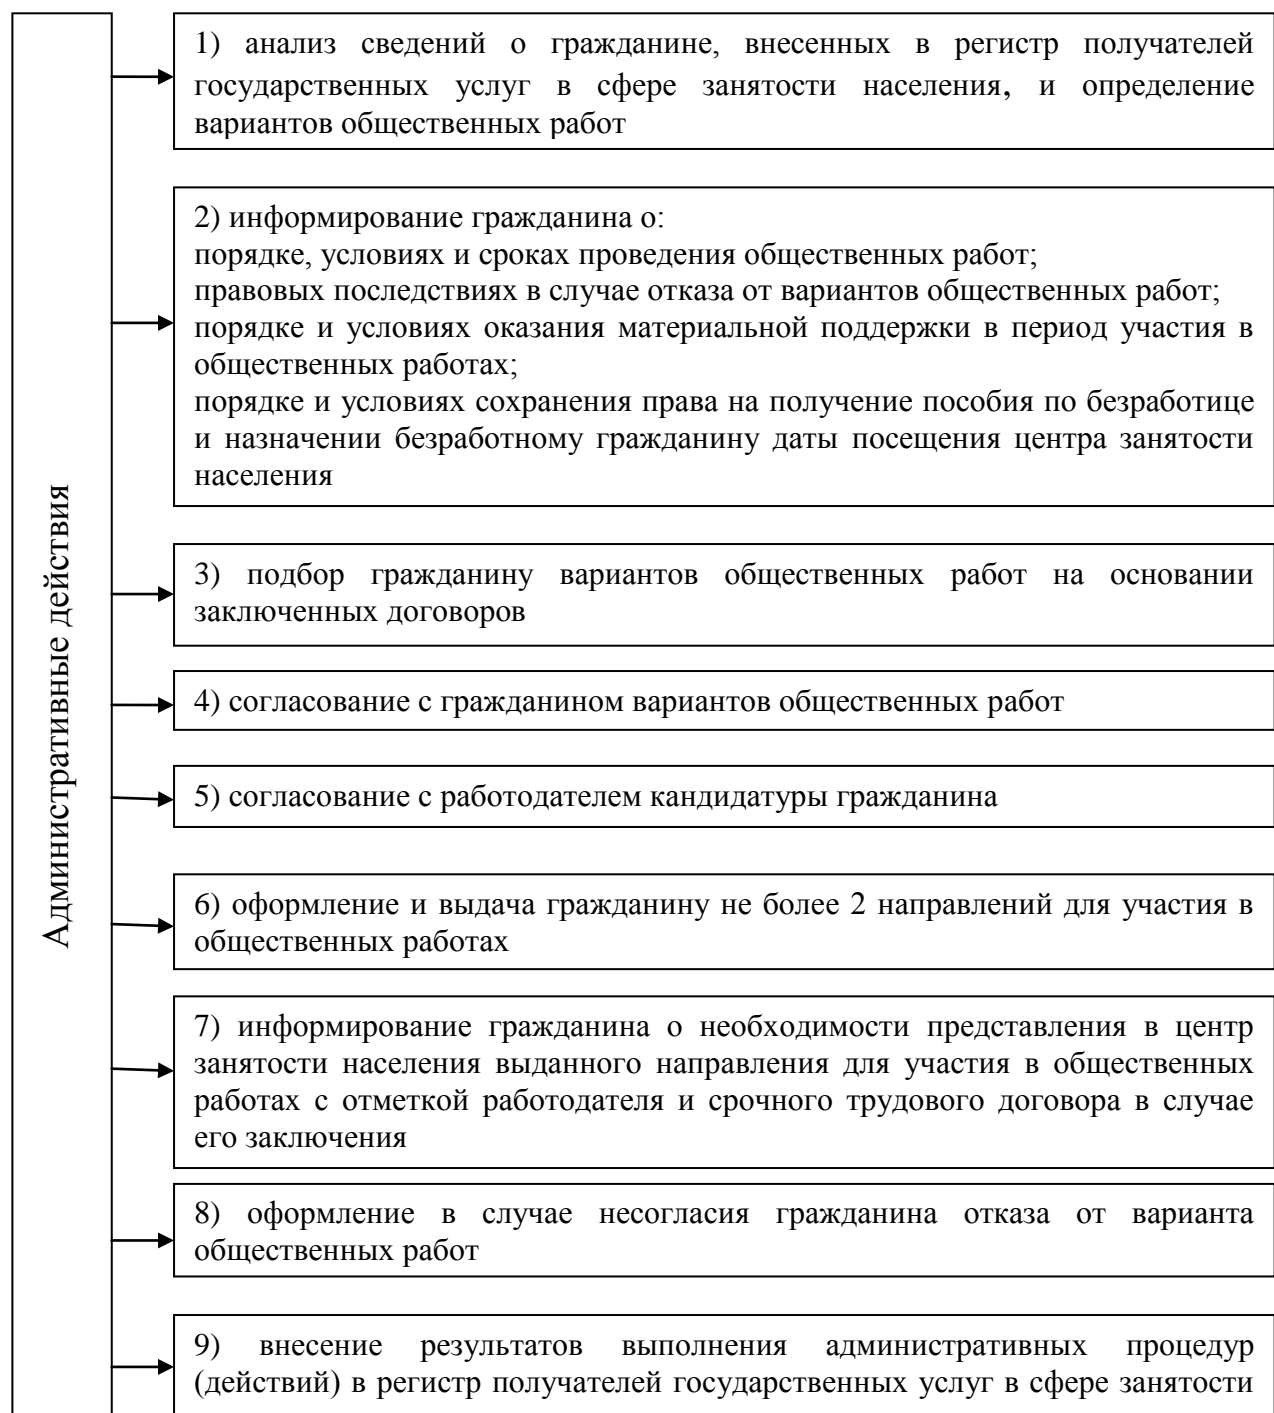 Административные действия
1) анализ сведений о гражданине, внесенных в регистр получателей
государственных услуг в сфере занятости населения, и определение
вариантов общественных работ
2) информирование гражданина о:
порядке, условиях и сроках проведения общественных работ;
правовых последствиях в случае отказа от вариантов общественных работ;
порядке и условиях оказания материальной поддержки в период участия в
общественных работах;
порядке и условиях сохранения права на получение пособия по безработице
и назначении безработному гражданину даты посещения центра занятости
населения
3) подбор гражданину вариантов общественных работ на основании
заключенных договоров
4) согласование с гражданином вариантов общественных работ
5) согласование с работодателем кандидатуры гражданина
6) оформление и выдача гражданину не более 2 направлений для участия в
общественных работах
7) информирование гражданина о необходимости представления в центр
занятости населения выданного направления для участия в общественных
работах с отметкой работодателя и срочного трудового договора в случае
его заключения
8) оформление в случае несогласия гражданина отказа от варианта
общественных работ
9) внесение результатов выполнения административных процедур
(действий) в регистр получателей государственных услуг в сфере занятости